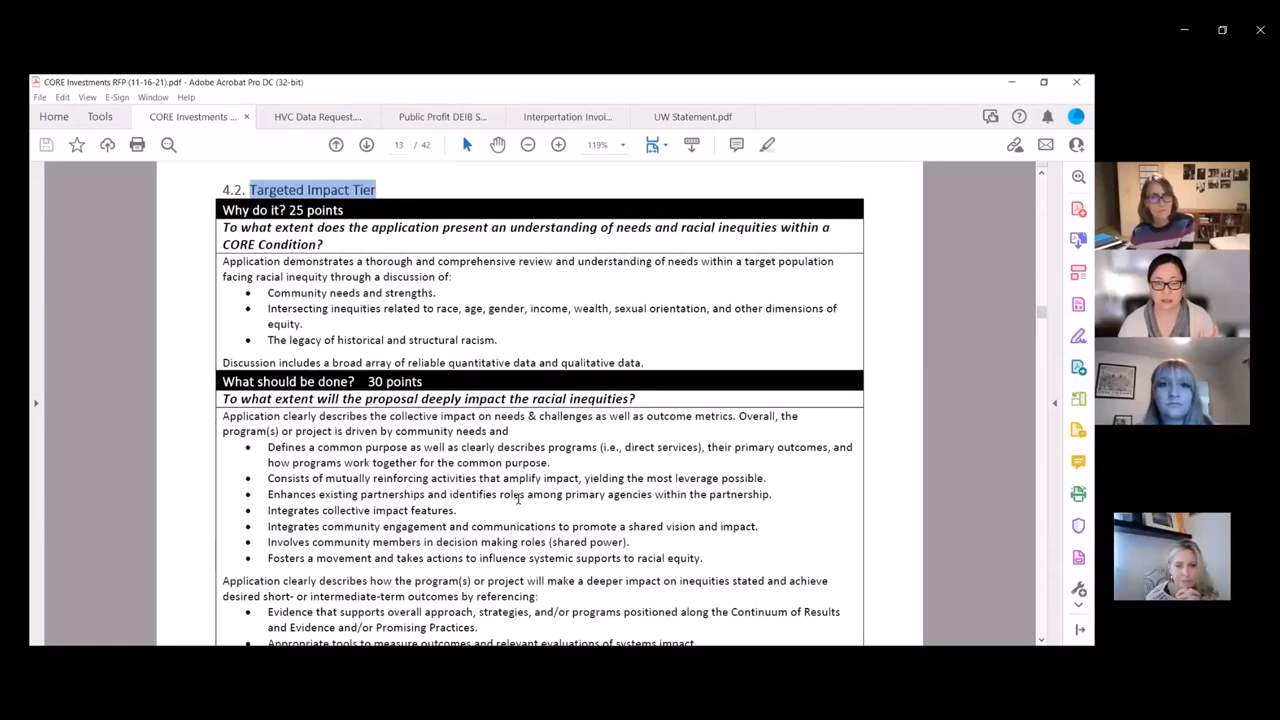 CORE Investments RFP (11-16-21).pdf - Adobe Acrobat Pro DC (32-bit)
File Edit View E-Sign Window Help
Home Tools CORE Investments ... × HVC Data Request.... Public Profit DEIB S... Interpertation Invoi... UW Statement.pdf
13 / 42 119%
4.2. Targeted Impact Tier
Why do it? 25 points
To what extent does the application present an understanding of needs and racial inequities within a
CORE Condition?
Application demonstrates a thorough and comprehensive review and understanding of needs within a target population
facing racial inequity through a discussion of:
• Community needs and strengths.
• Intersecting inequities related to race, age, gender, income, wealth, sexual orientation, and other dimensions of
equity.
• The legacy of historical and structural racism.
Discussion includes a broad array of reliable quantitative data and qualitative data.
What should be done? 30 points
To what extent will the proposal deeply impact the racial inequities?
Application clearly describes the collective impact on needs & challenges as well as outcome metrics. Overall, the
program(s) or project is driven by community needs and
• Defines a common purpose as well as clearly describes programs (i.e., direct services), their primary outcomes, and
how programs work together for the common purpose.
• Consists of mutually reinforcing activities that amplify impact, yielding the most leverage possible.
• Enhances existing partnerships and identifies roles among primary agencies within the partnership.
• Integrates collective impact features.
• Integrates community engagement and communications to promote a shared vision and impact.
• Involves community members in decision making roles (shared power).
• Fosters a movement and takes actions to influence systemic supports to racial equity.
Application clearly describes how the program(s) or project will make a deeper impact on inequities stated and achieve
desired short- or intermediate-term outcomes by referencing:
• Evidence that supports overall approach, strategies, and/or programs positioned along the Continuum of Results
and Evidence and/or Promising Practices.
• Appropriate tools to measure outcomes and relevant evaluations of systems impact